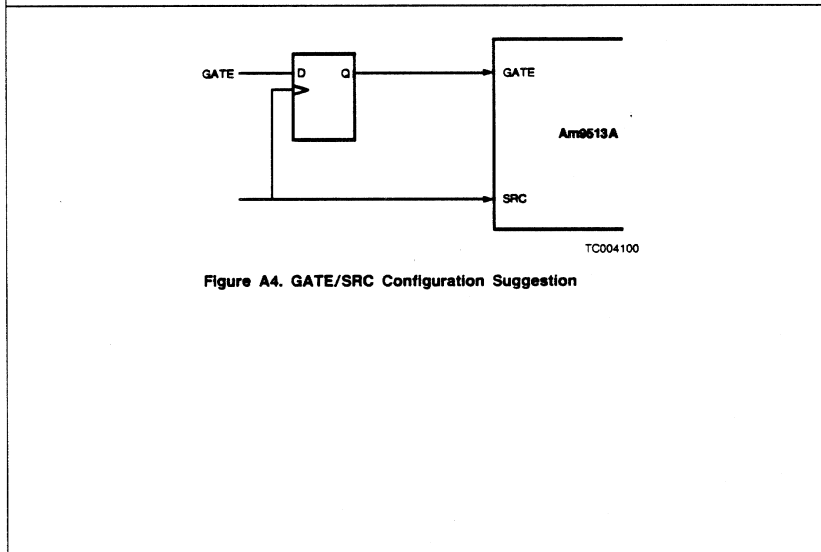 GATE D Q GATE
Am9513A
SRC
TC004100
Figure A4. GATE/SRC Configuration Suggestion